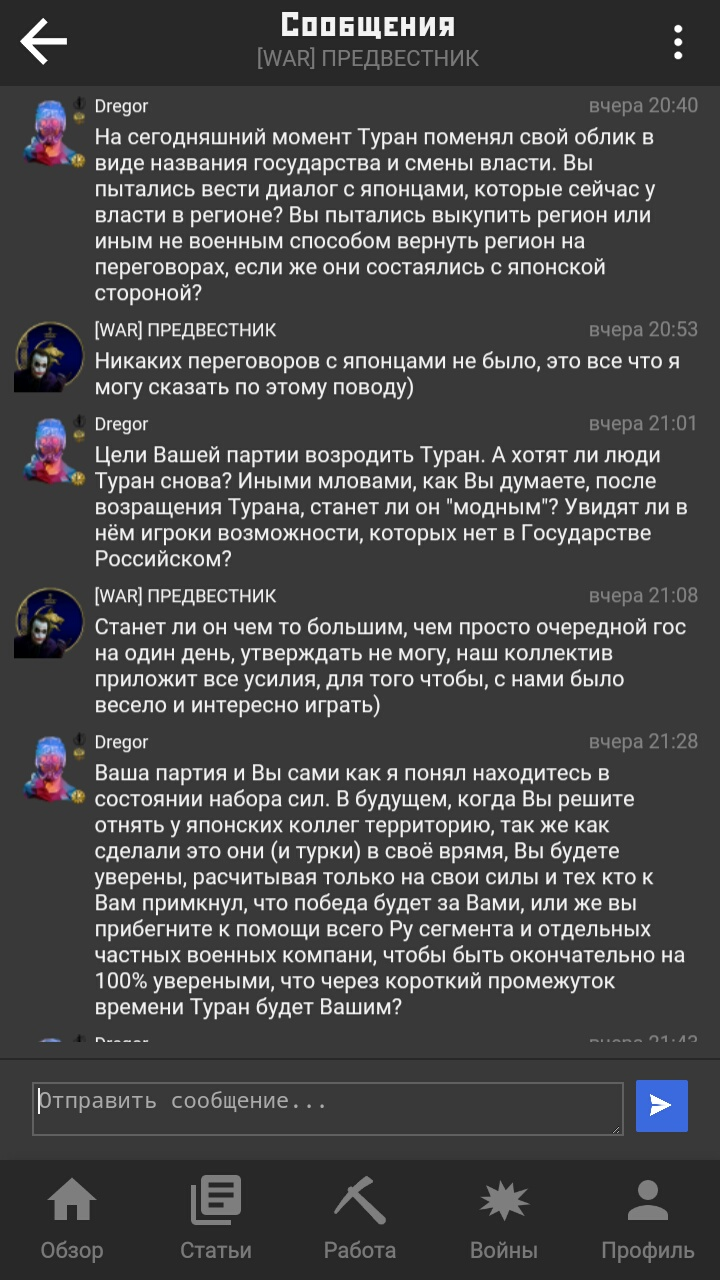 Сообщения
[WAR] ПРЕДВЕСТНИК
Dregor вчера 20:40
На сегодняшний момент Туран поменял свой облик в
виде названия государства и смены власти. Вы
пытались вести диалог с японцами, которые сейчас у
власти в регионе? Вы пытались выкупить регион или
иным не военным способом вернуть регион на
переговорах, если же они состаялись с японской
стороной?
[WAR] ПРЕДВЕСТНИК вчера 20:53
Никаких переговоров с японцами не было, это все что я
могу сказать по этому поводу)
Dregor вчера 21:01
Цели Вашей партии возродить Туран. А хотят ли люди
Туран снова? Иными мловами, как Вы думаете, после
возращения Турана, станет ли он "модным"? Увидят ли в
нём игроки возможности, которых нет в Государстве
Российском?
[WAR] ПРЕДВЕСТНИК вчера 21:08
Станет ли он чем то большим, чем просто очередной гос
на один день, утверждать не могу, наш коллектив
приложит все усилия, для того чтобы, с нами было
весело и интересно играть)
Dregor вчера 21:28
Ваша партия и Вы сами как я понял находитесь в
состоянии набора сил. В будущем, когда Вы решите
отнять у японских коллег территорию, так же как
сделали это они (и турки) в своё врямя, Вы будете
уверены, расчитывая только на свои силы и тех кто к
Вам примкнул, что победа будет за Вами, или же вы
прибегните к помощи всего Ру сегмента и отдельных
частных военных компани, чтобы быть окончательно на
100% увереными, что через короткий промежуток
времени Туран будет Вашим?
Dregor вчера 21:43
Отправить сообщение...
Обзор Статьи Работа Войны Профиль